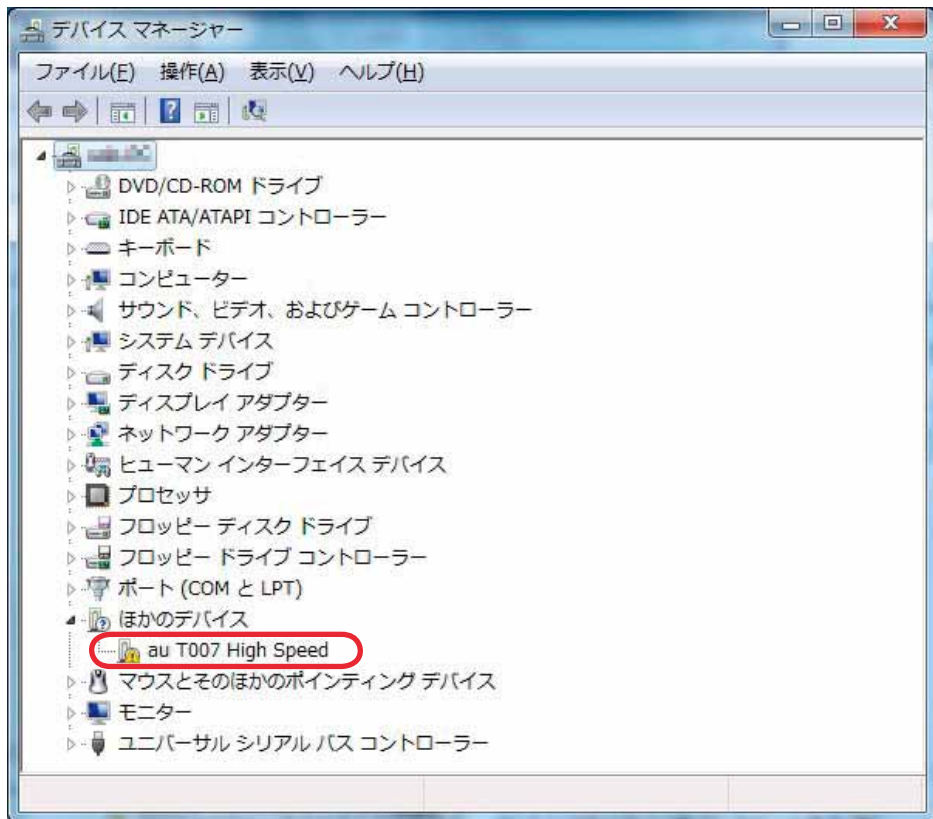 デバイス マネージャー
ファイル(F) 操作(A) 表示(V) ヘルプ(H)
DVD/CD-ROM ドライブ
IDE ATA/ATAPI コントローラー
キーボード
コンピューター
サウンド、ビデオ、およびゲーム コントローラー
システム デバイス
ディスク ドライブ
ディスプレイ アダプター
ネットワーク アダプター
ヒューマン インターフェイス デバイス
プロセッサ
フロッピー ディスク ドライブ
フロッピー ドライブ コントローラー
ポート (COM と LPT)
ほかのデバイス
au T007 High Speed
マウスとそのほかのポインティング デバイス
モニター
ユニバーサル シリアル バス コントローラー